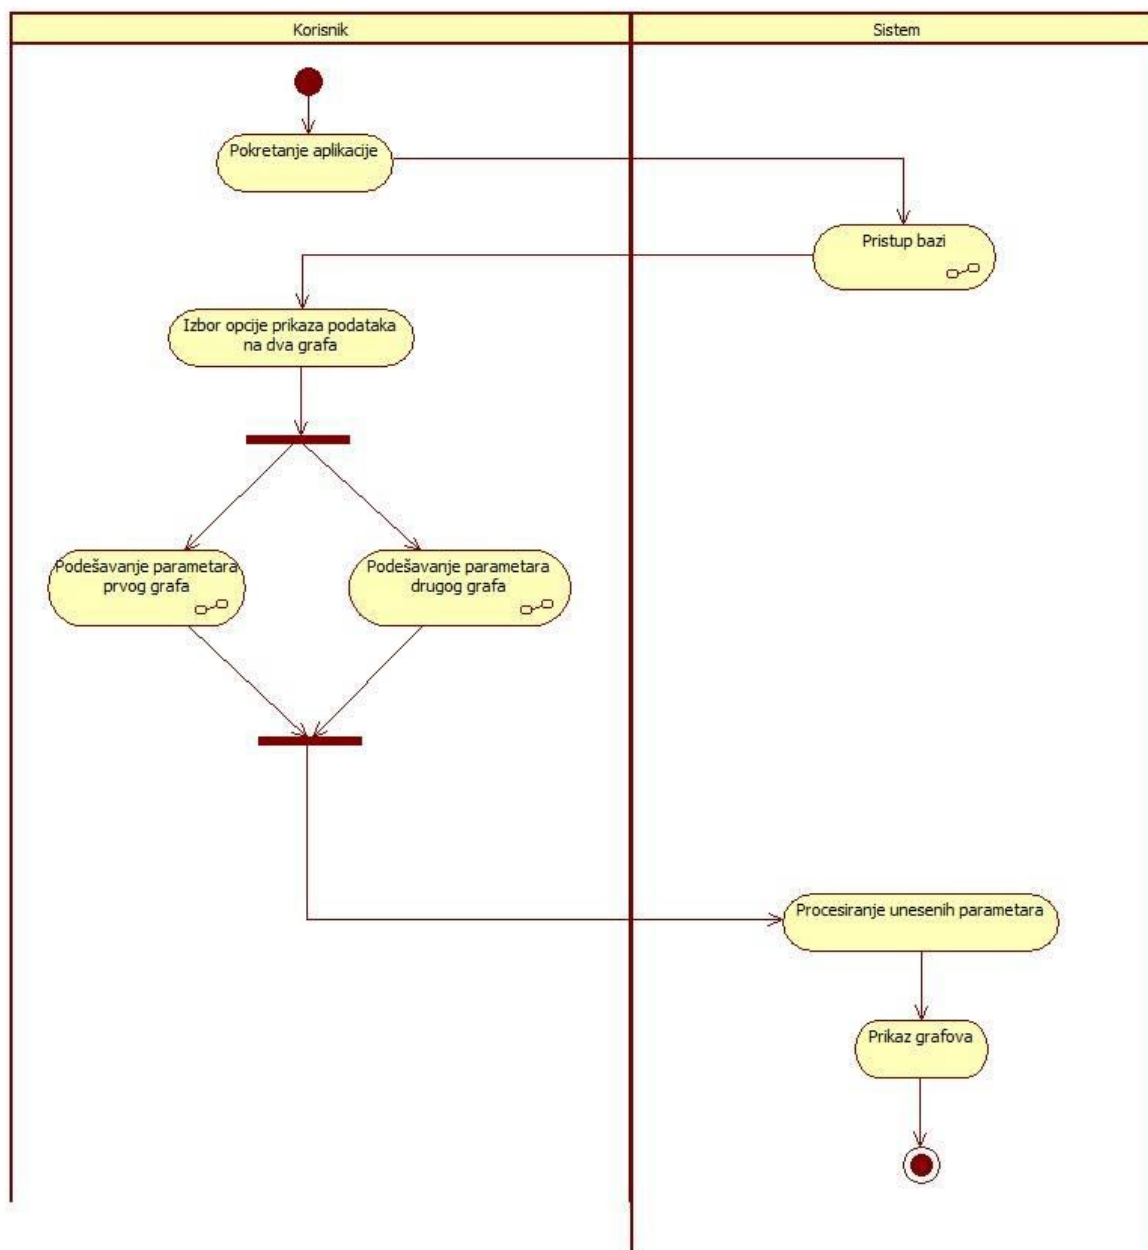 Korisnik
Sistem
Pokretanje aplikacije
Pristup bazi
Izbor opcije prikaza podataka
na dva grafa
Podešavanje parametara
prvog grafa
Podešavanje parametara
drugog grafa
Procesiranje unesenih parametara
Prikaz grafova